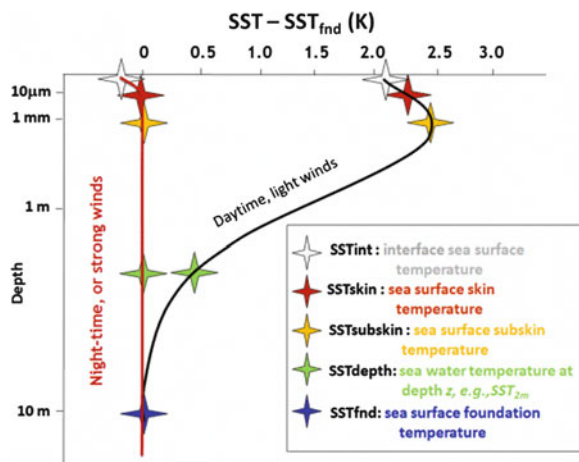 SST – SSTfnd (K)
0 0.5 1.0 1.5 2.0 2.5 3.0
10μm
1 mm
1 m
10 m
Depth
Night-time, or strong winds
Daytime, light winds
SSTint : interface sea surface
temperature
SSTskin : sea surface skin
temperature
SSTsubskin : sea surface subskin
temperature
SSTdepth: sea water temperature at
depth z, e.g.,SST2m
SSTfnd: sea surface foundation
temperature